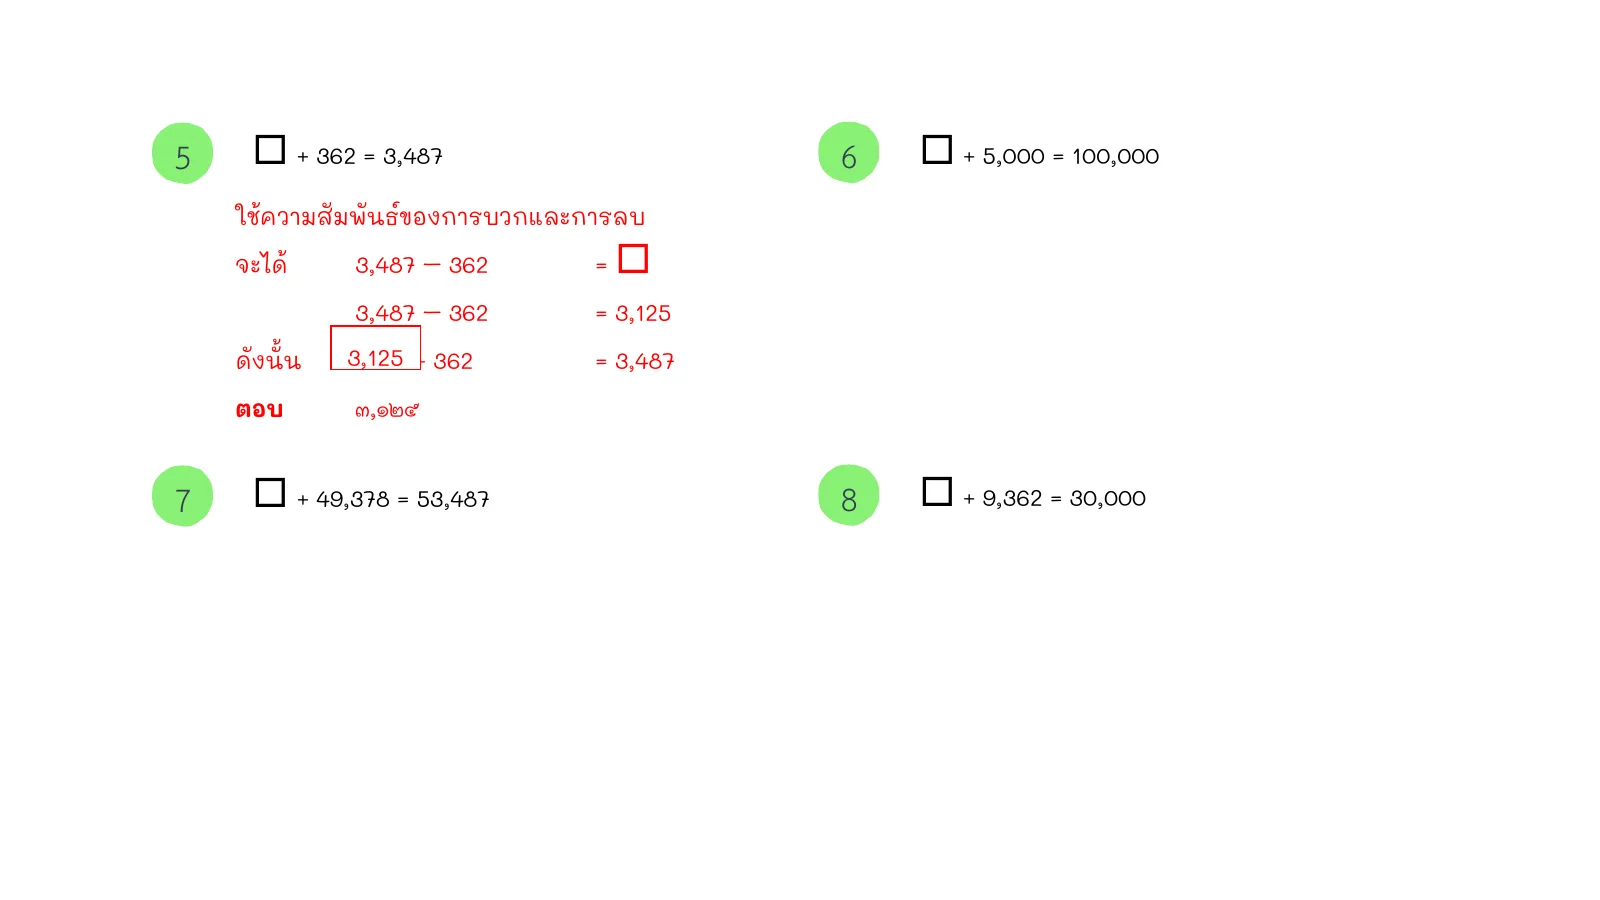 5 □ + 362 = 3,487
ใช้ความสัมพันธ์ของการบวกและการลบ
จะได้ 3,487 – 362 = □
3,487 – 362 = 3,125
ดังนั้น 3,125 - 362 = 3,487
ตอบ ๓,๑๒๕
6 □ + 5,000 = 100,000
7 □ + 49,378 = 53,487
8 □ + 9,362 = 30,000